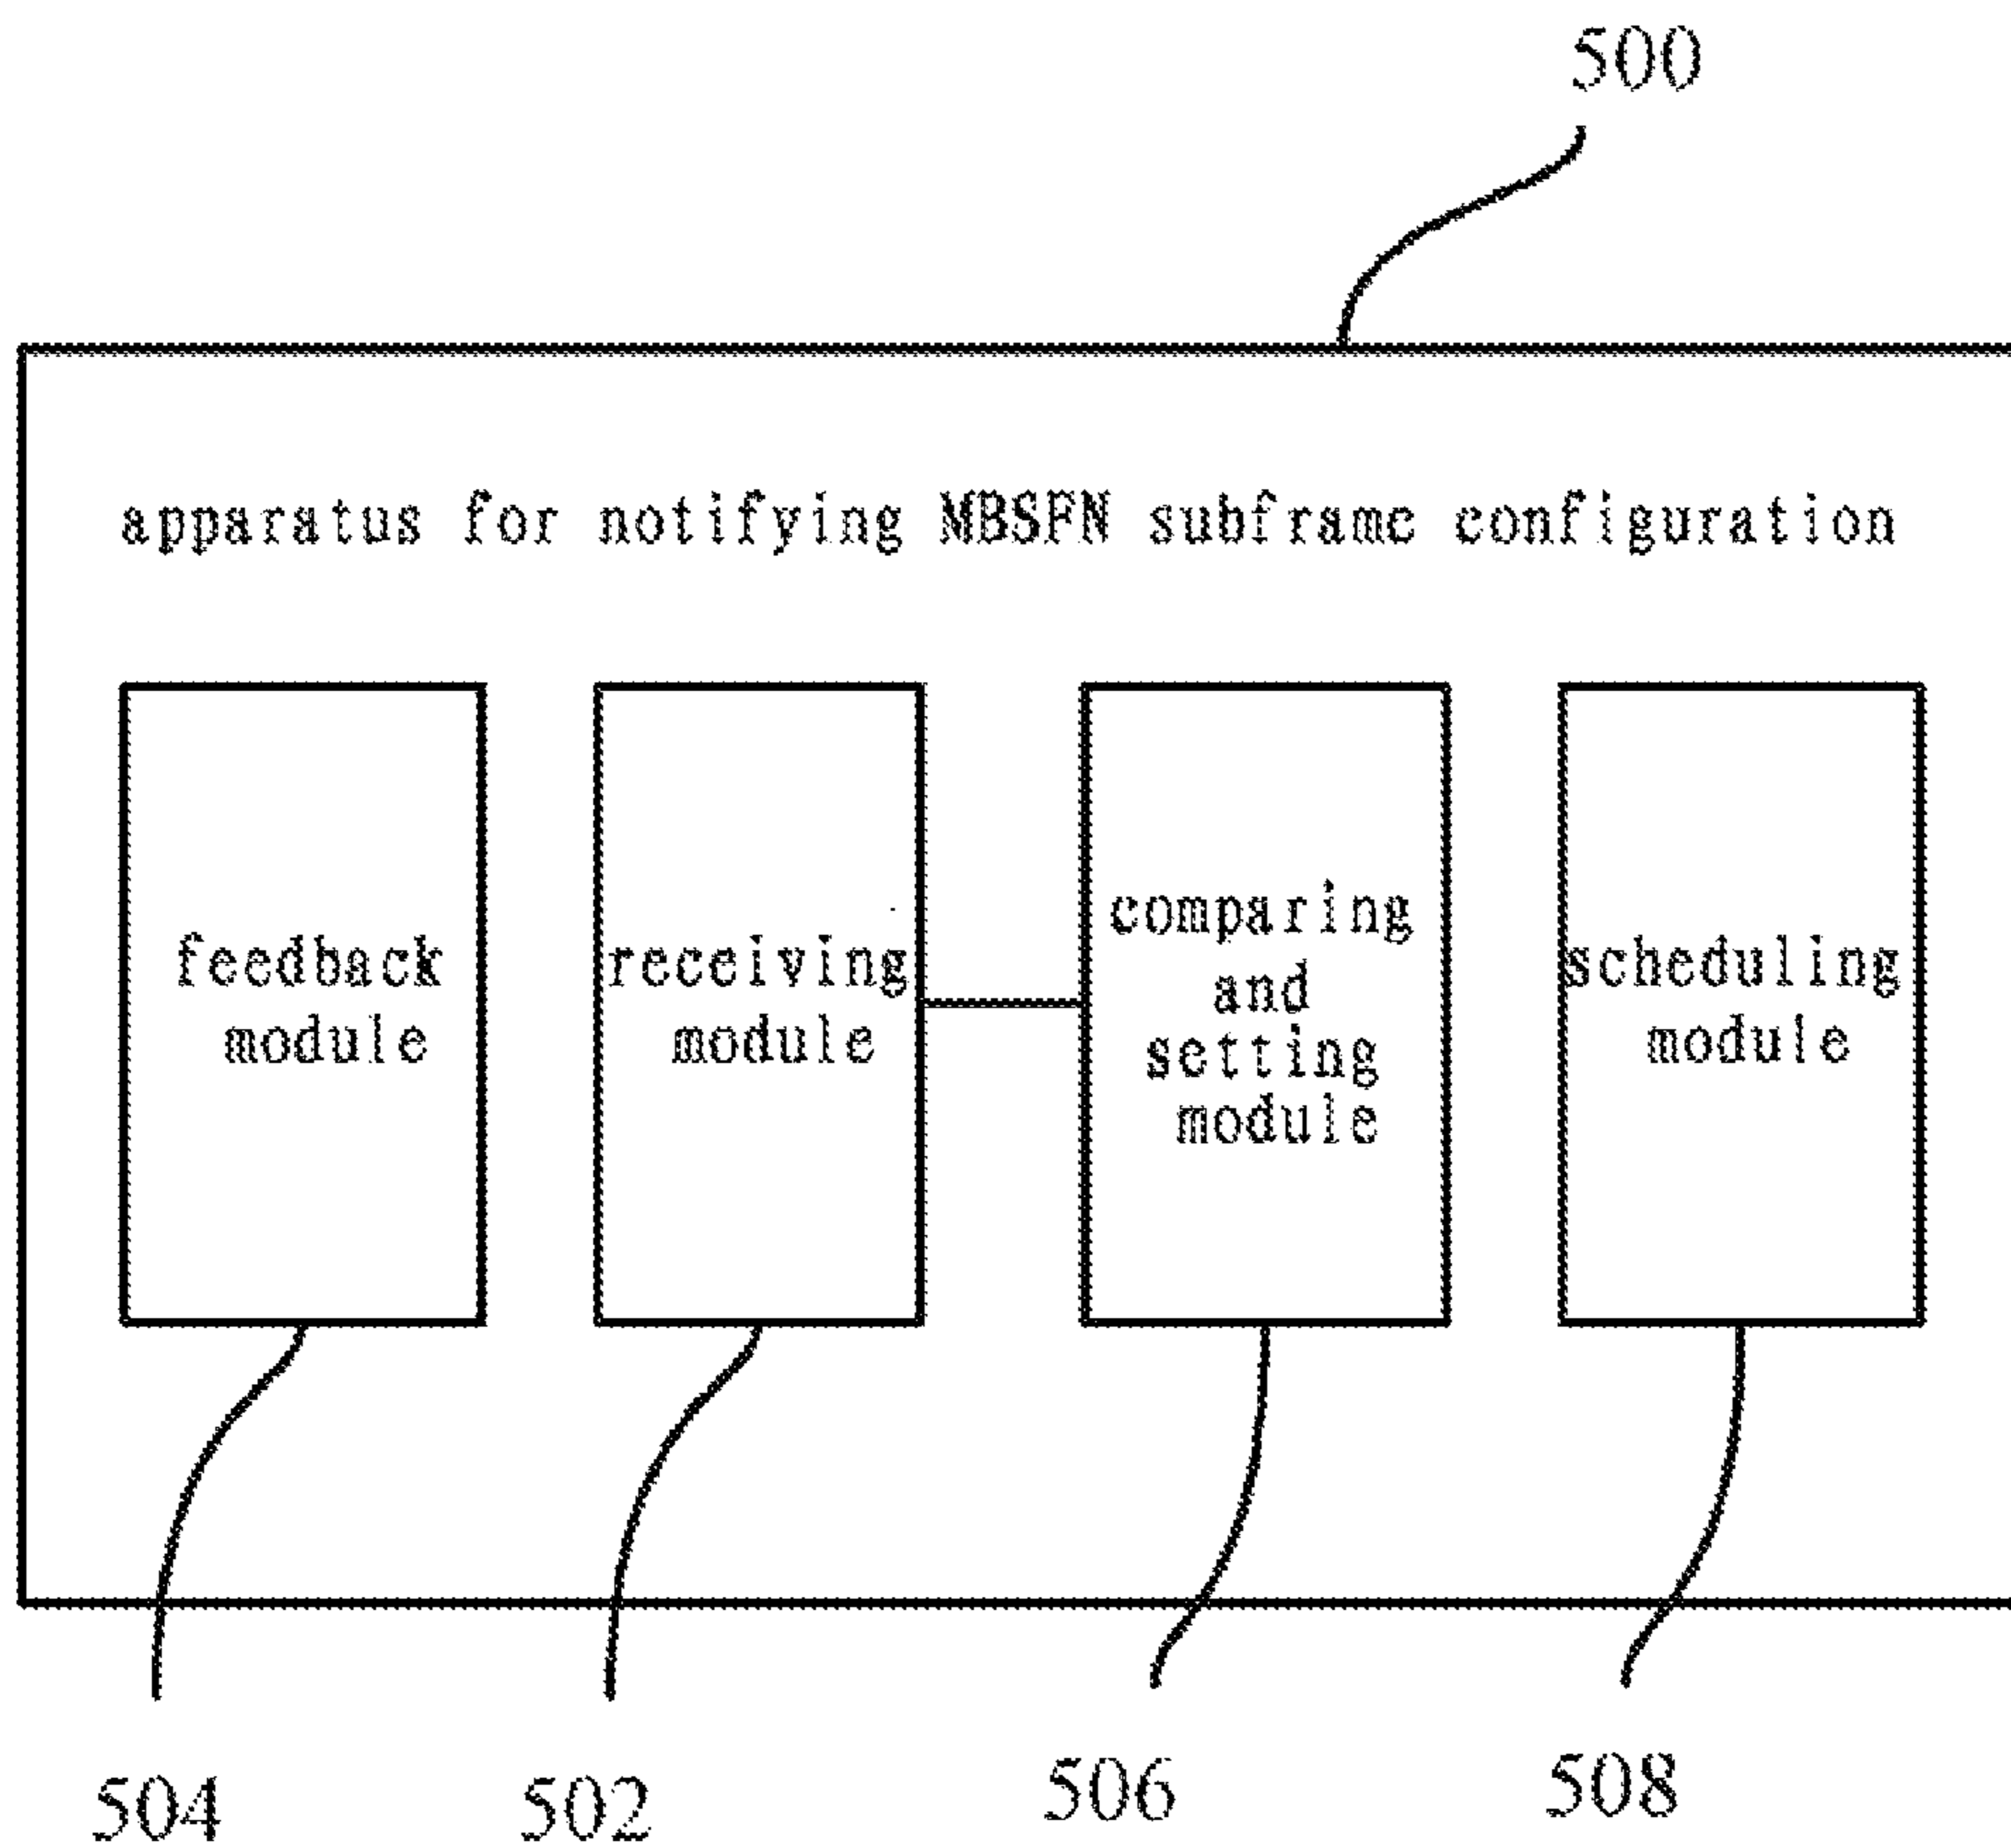 500
apparatus for notifying MBSFN subframe configuration
feedback
module
receiving
module
comparing
and
setting
module
scheduling
module
504
502
506
508